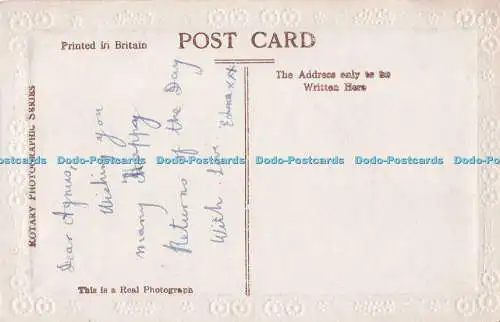 Printed in Britain
POST CARD
The Address only to be
Written Here
ROTARY PHOTOGRAPHIC SERIES
Dear Agnus,
Wishing you
many Happy
Returns of the Day
With Love
Edna xxx
This is a Real Photograph
Dodo-Postcards Dodo-Postcards Dodo-Postcards Dodo-Postcards Dodo-Postcards